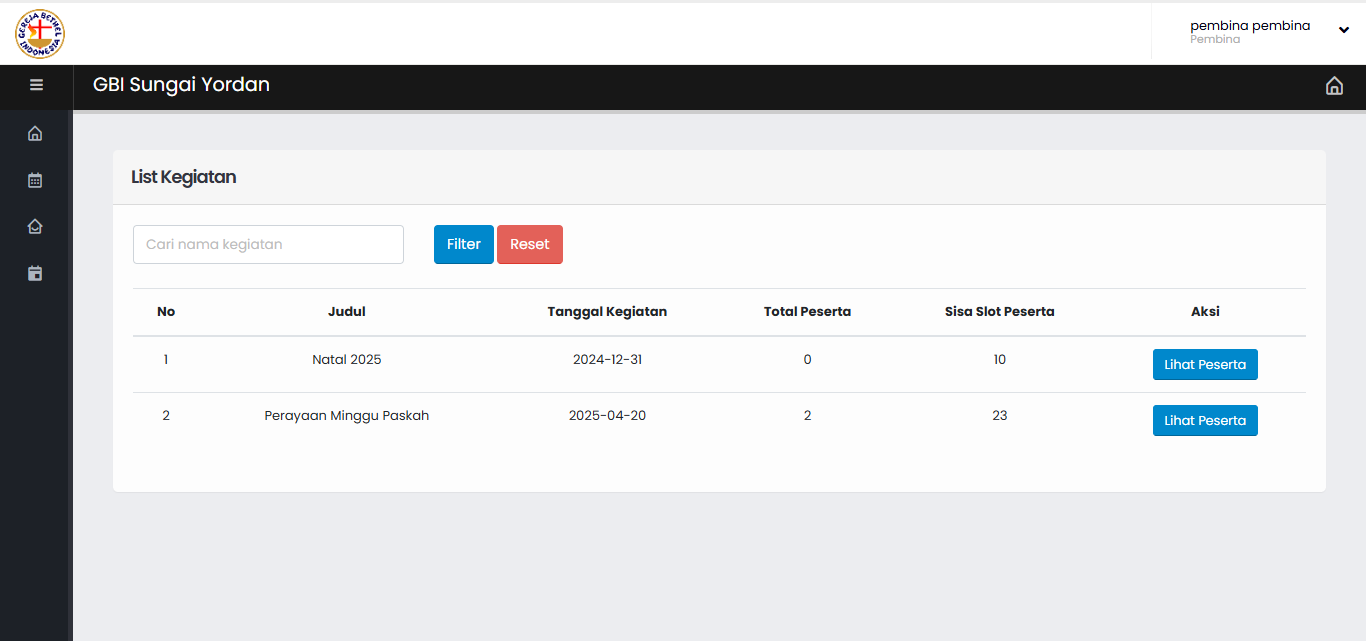 GEREJA BETHEL INDONESIA
pembina pembina
Pembina
GBI Sungai Yordan
List Kegiatan
Cari nama kegiatan Filter Reset
No Judul Tanggal Kegiatan Total Peserta Sisa Slot Peserta Aksi
1 Natal 2025 2024-12-31 0 10 Lihat Peserta
2 Perayaan Minggu Paskah 2025-04-20 2 23 Lihat Peserta